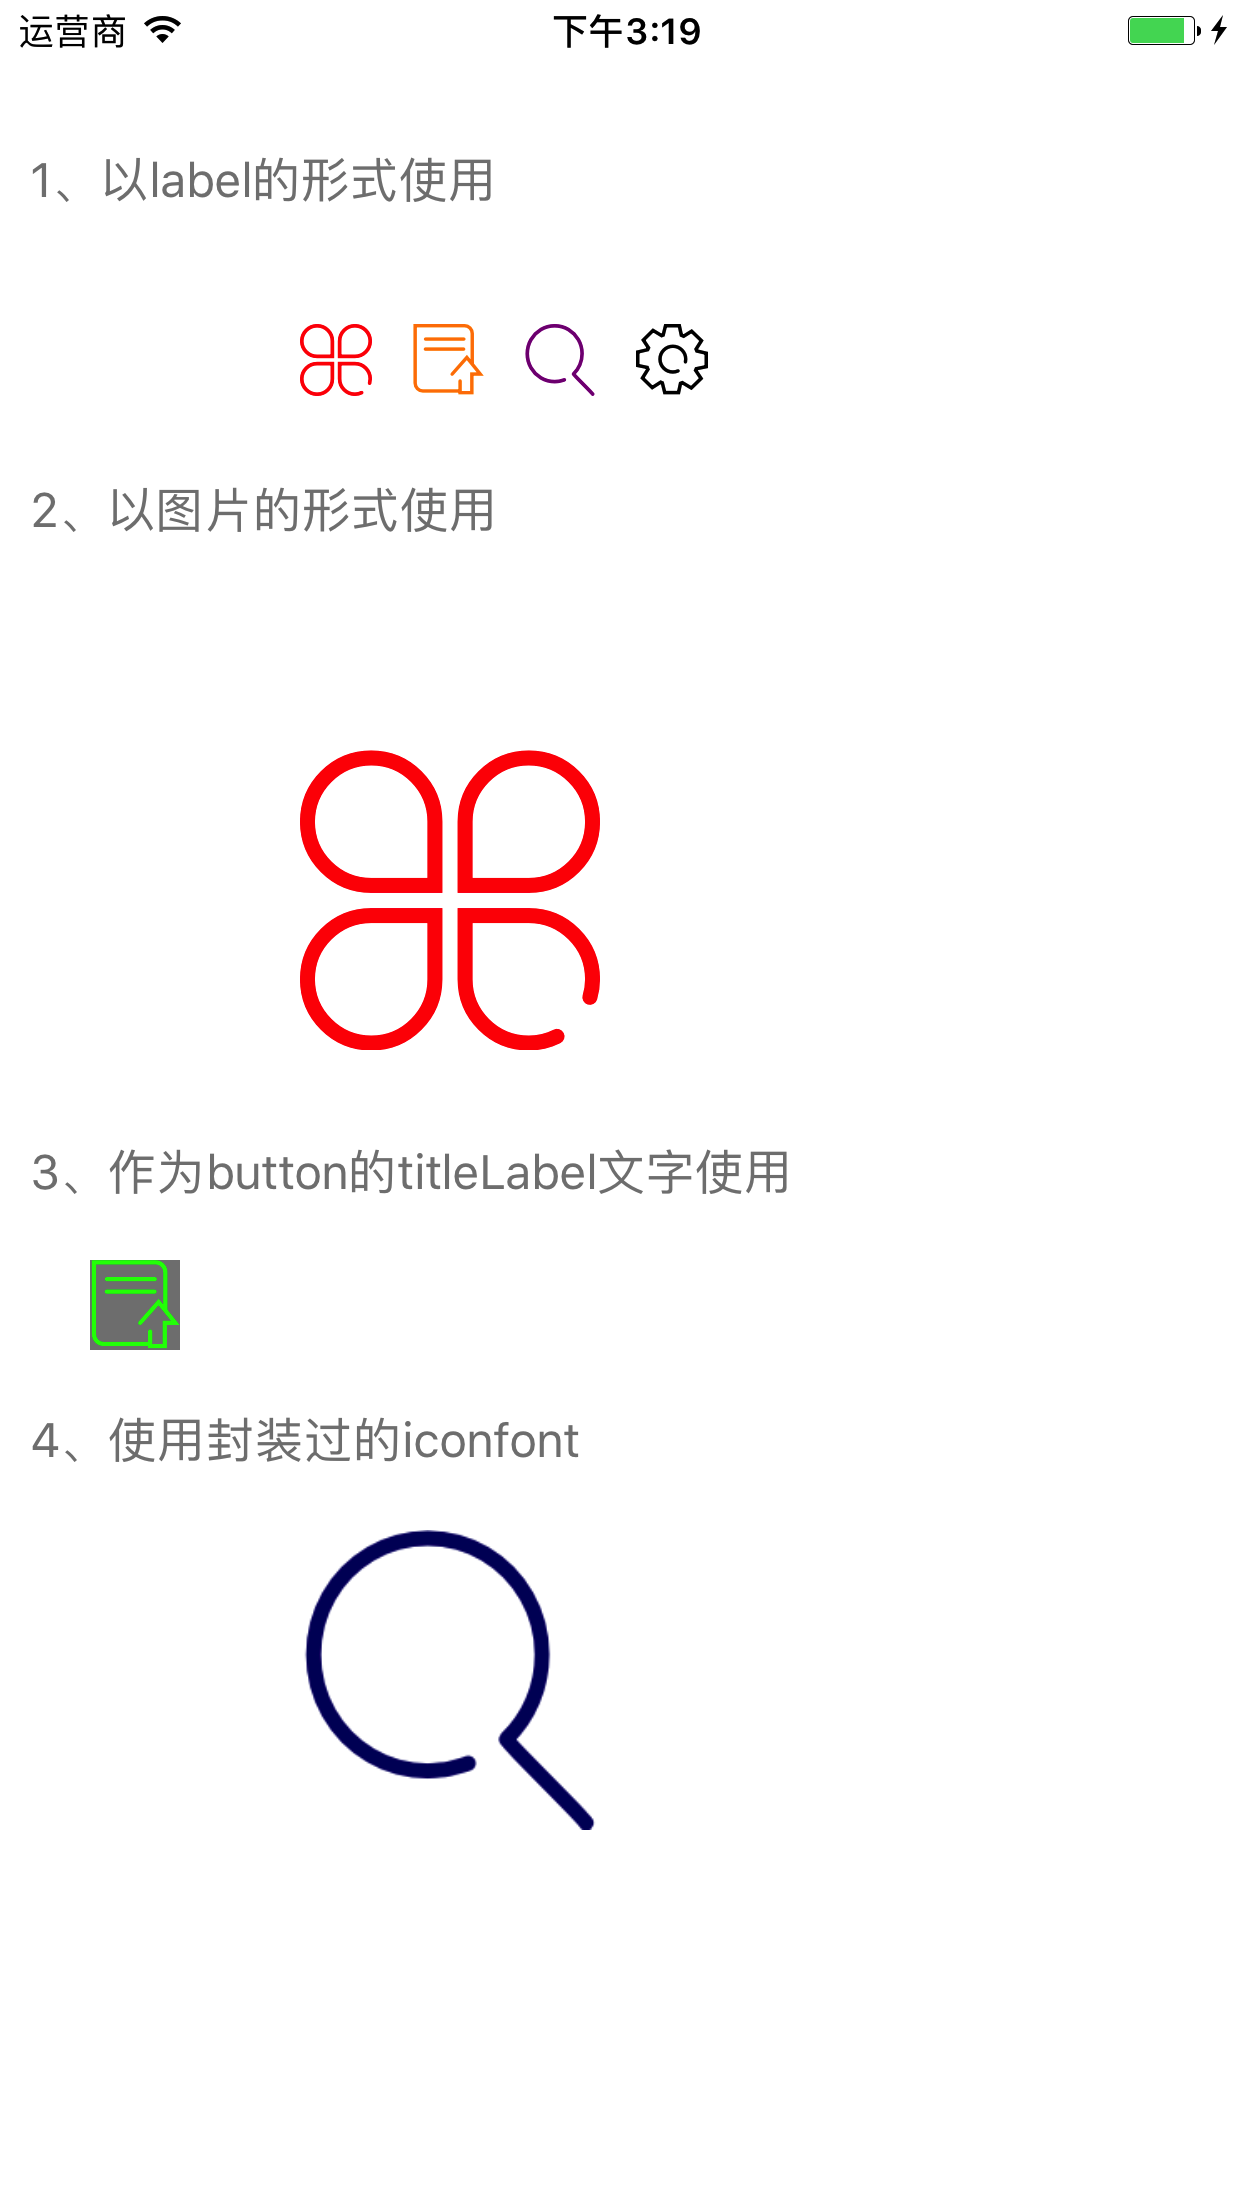 运营商 下午3:19
1、以label的形式使用
2、以图片的形式使用
3、作为button的titleLabel文字使用
4、使用封装过的iconfont